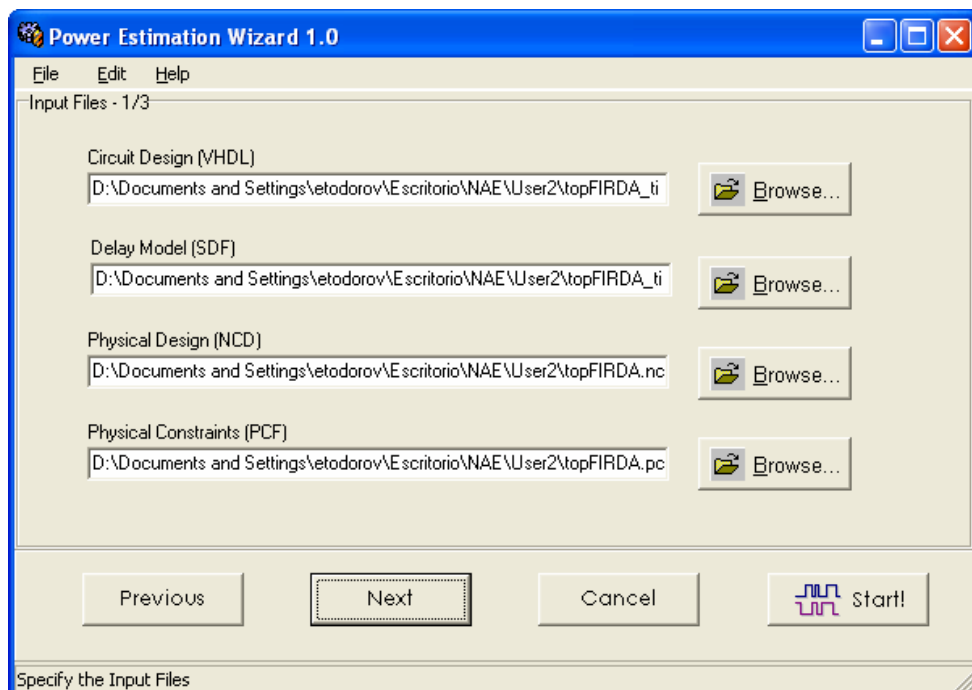 Power Estimation Wizard 1.0
File Edit Help
Input Files - 1/3
Circuit Design (VHDL)
D:\Documents and Settings\etodorov\Escritorio\NAE\User2\topFIRDA_ti
Browse...
Delay Model (SDF)
D:\Documents and Settings\etodorov\Escritorio\NAE\User2\topFIRDA_ti
Browse...
Physical Design (NCD)
D:\Documents and Settings\etodorov\Escritorio\NAE\User2\topFIRDA.nc
Browse...
Physical Constraints (PCF)
D:\Documents and Settings\etodorov\Escritorio\NAE\User2\topFIRDA.pc
Browse...
Previous Next Cancel Start!
Specify the Input Files